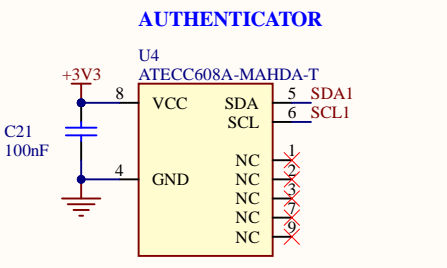 AUTHENTICATOR
U4
ATECC608A-MAHDA-T
+3V3
8 VCC SDA 5 SDA1
SCL 6 SCL1
C21
100nF
NC 1
4 GND NC 2
NC 3
NC 7
NC 9